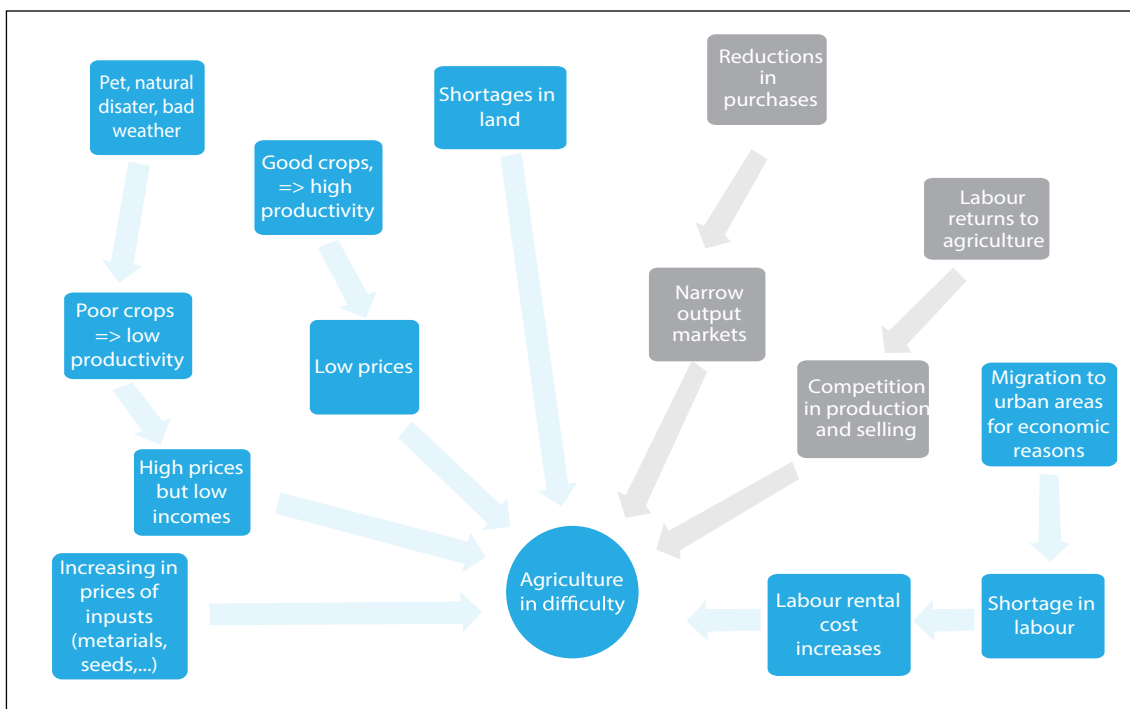 Pet, natural
disater, bad
weather
Shortages in
land
Reductions
in
purchases
Good crops,
=> high
productivity
Labour
returns to
agriculture
Poor crops
=> low
productivity
Low prices
Narrow
output
markets
Competition
in production
and selling
Migration to
urban areas
for economic
reasons
High prices
but low
incomes
Increasing in
prices of
inpusts
(metarials,
seeds,...)
Agriculture
in difficulty
Labour rental
cost
increases
Shortage in
labour